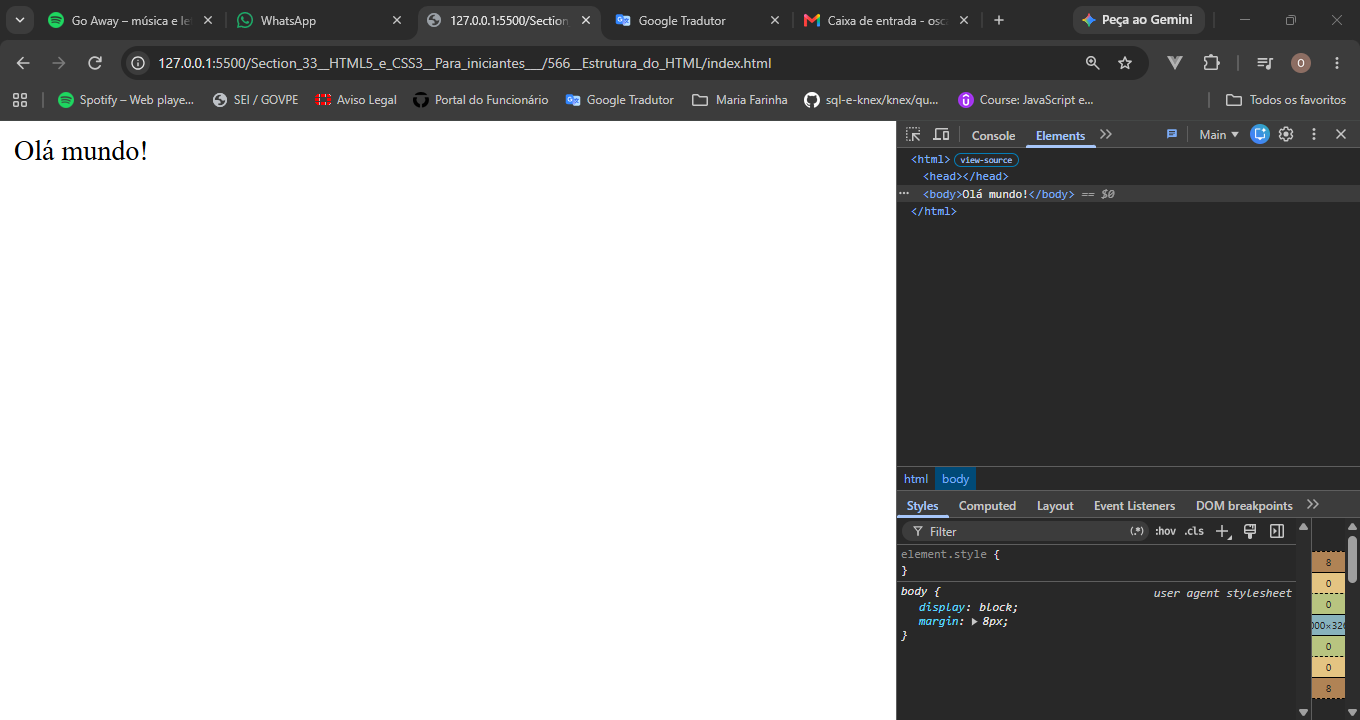 Go Away – música e le
WhatsApp
127.0.0.1:5500/Section
Google Tradutor
Caixa de entrada - osc
Peça ao Gemini
127.0.0.1:5500/Section_33__HTML5_e_CSS3__Para_iniciantes___/566__Estrutura_do_HTML/index.html
O
Spotify – Web playe...
SEI / GOVPE
Aviso Legal
Portal do Funcionário
Google Tradutor
Maria Farinha
sql-e-knex/knex/qu...
Course: JavaScript e...
Todos os favoritos
Olá mundo!
Console
Elements
Main
<html> view-source
<head></head>
... <body>Olá mundo!</body> == $0
</html>
html body
Styles Computed Layout Event Listeners DOM breakpoints
Filter
(.*) :hov .cls
element.style {
}
body { user agent stylesheet
display: block;
margin: 8px;
}
8
0
0
000×320
0
0
8